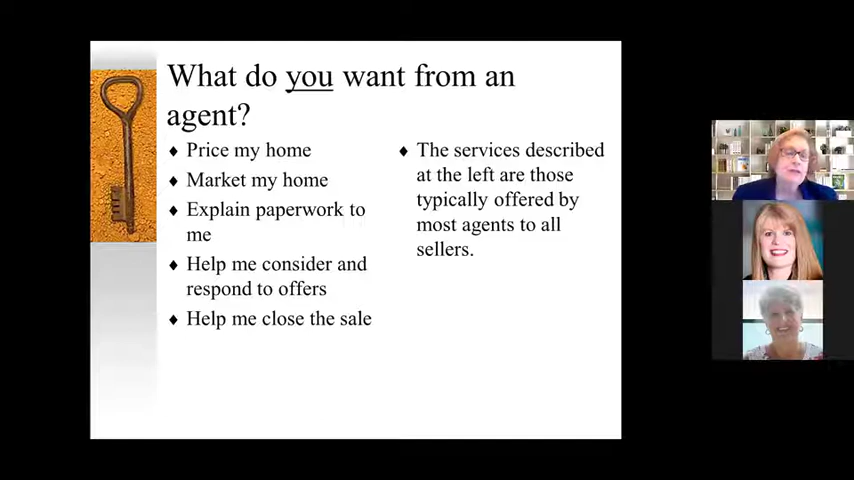 What do you want from an
agent?
♦ Price my home
♦ Market my home
♦ Explain paperwork to
me
♦ Help me consider and
respond to offers
♦ Help me close the sale
♦ The services described
at the left are those
typically offered by
most agents to all
sellers.